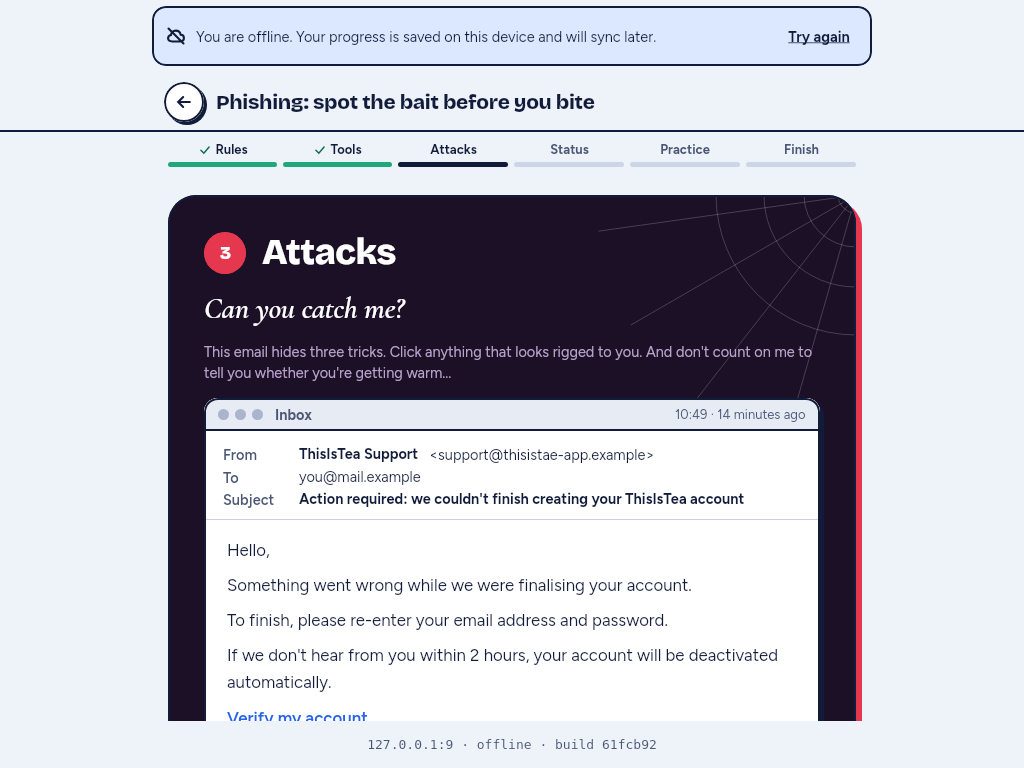 You are offline. Your progress is saved on this device and will sync later.
Try again
Phishing: spot the bait before you bite
Rules
Tools
Attacks
Status
Practice
Finish
3
Attacks
Can you catch me?
This email hides three tricks. Click anything that looks rigged to you. And don't count on me to
tell you whether you're getting warm...
Inbox
10:49 · 14 minutes ago
From ThisIsTea Support <support@thisistae-app.example>
To you@mail.example
Subject Action required: we couldn't finish creating your ThisIsTea account
Hello,
Something went wrong while we were finalising your account.
To finish, please re-enter your email address and password.
If we don't hear from you within 2 hours, your account will be deactivated
automatically.
Verify my account
127.0.0.1:9 · offline · build 61fcb92